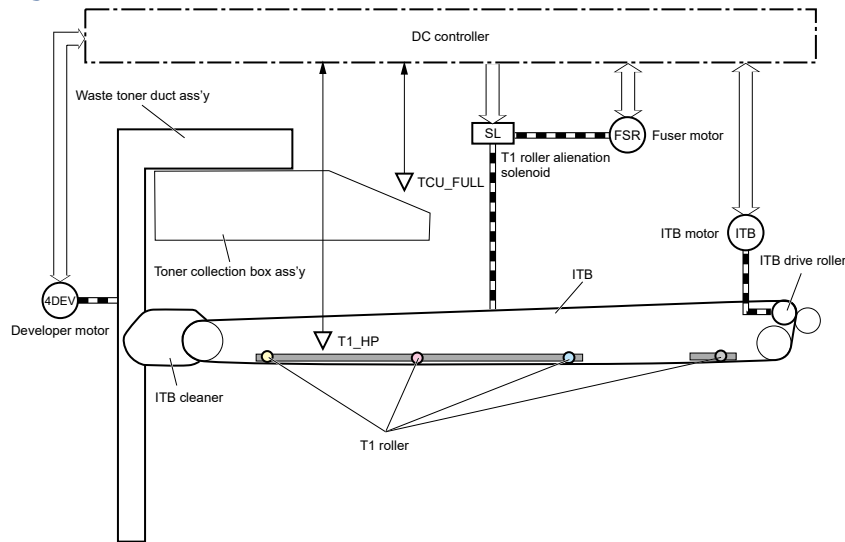 DC controller
Waste toner duct ass'y
SL
FSR
Fuser motor
T1 roller alienation
solenoid
TCU_FULL
ITB motor
ITB
ITB drive roller
Toner collection box ass'y
ITB
4DEV
Developer motor
T1_HP
ITB cleaner
T1 roller